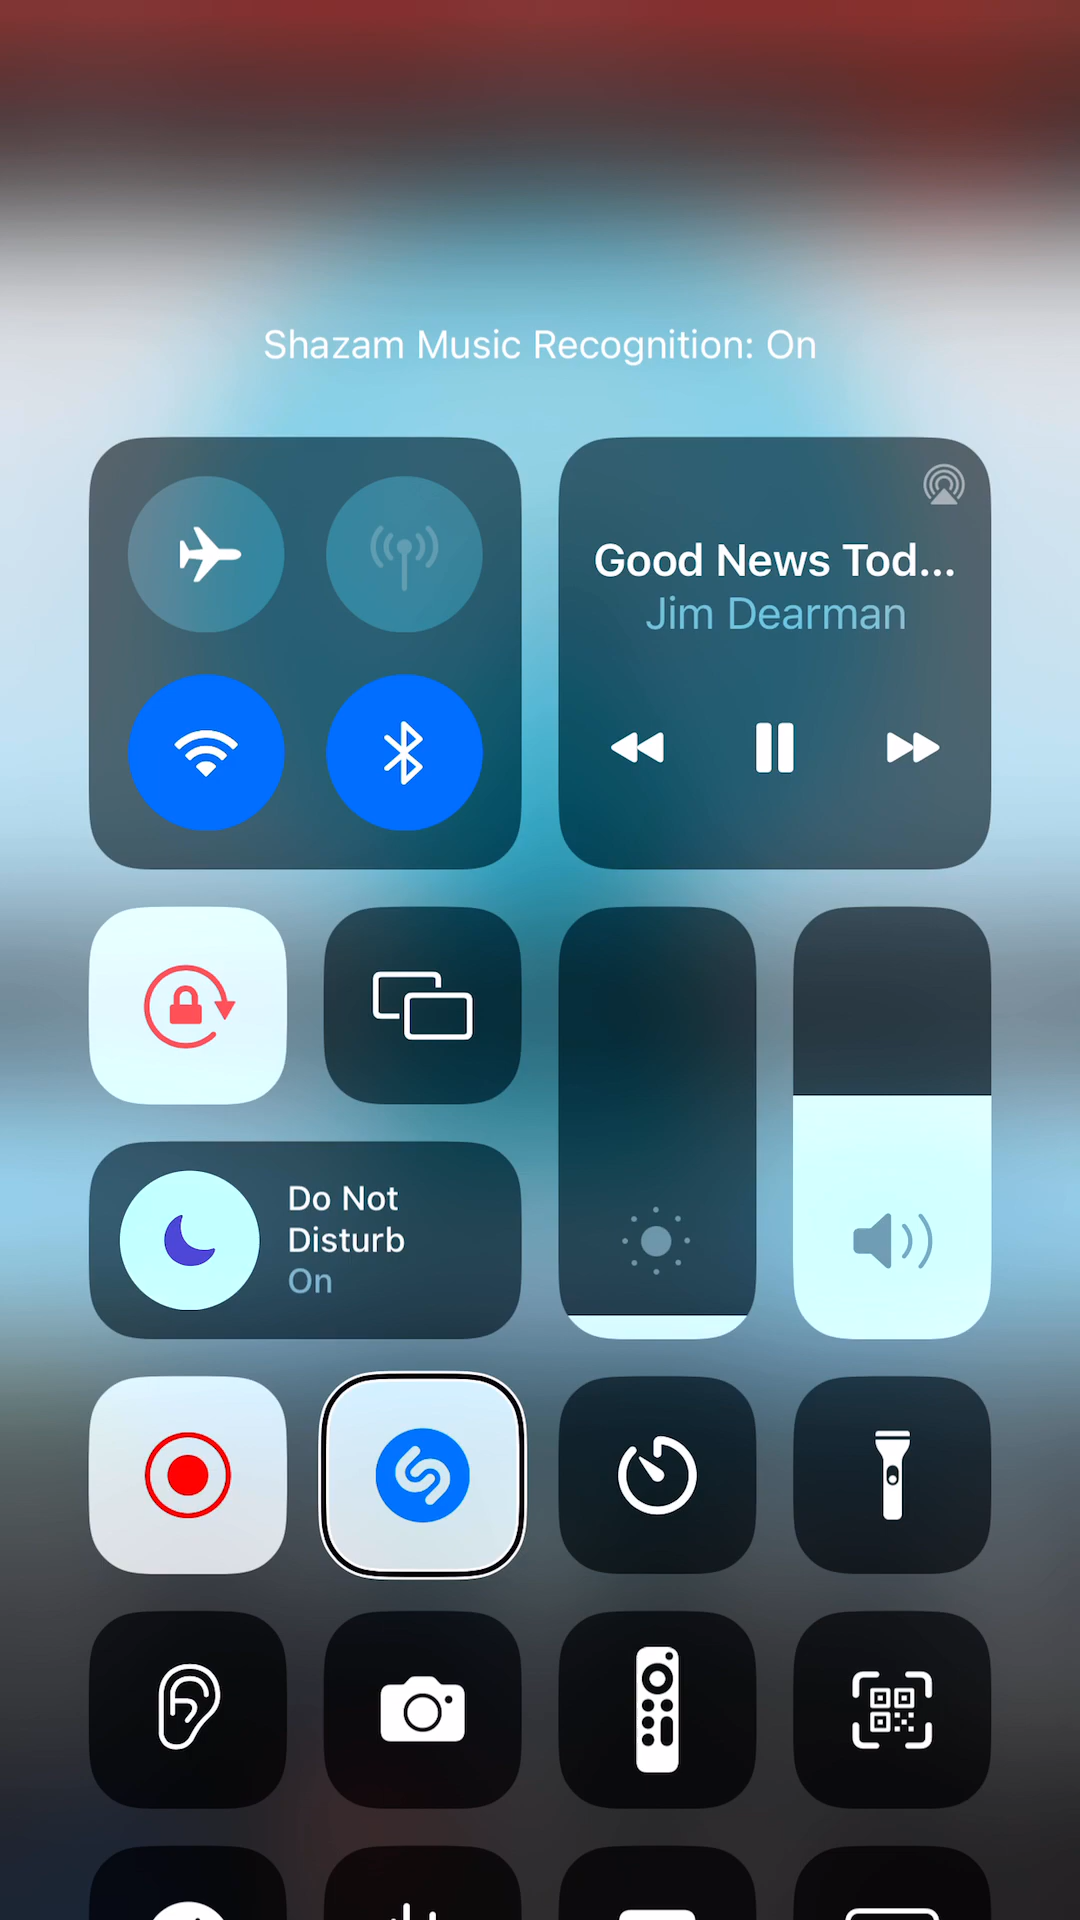 Shazam Music Recognition: On
Good News Tod...
Jim Dearman
Do Not
Disturb
On